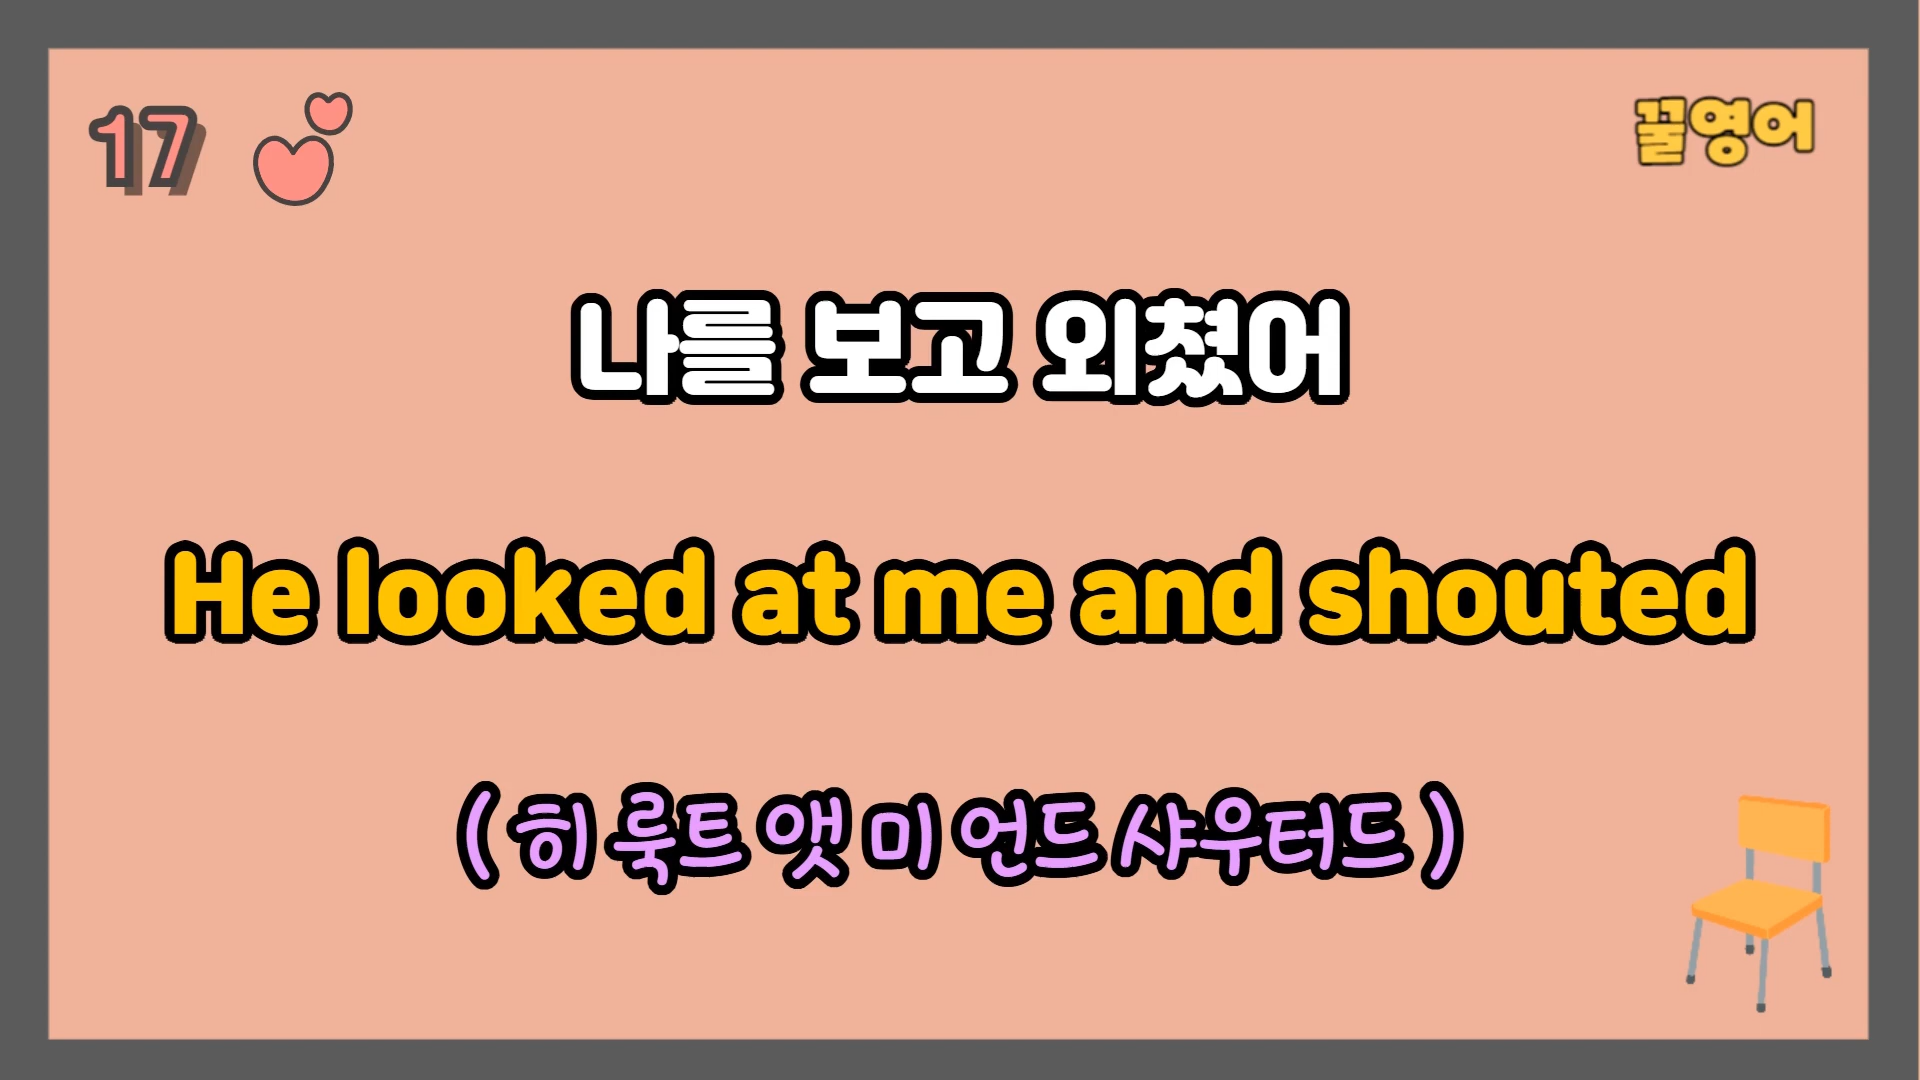 17
꿀영어
나를 보고 외쳤어
He looked at me and shouted
( 히 룩트 앳 미 언드 샤우터드 )